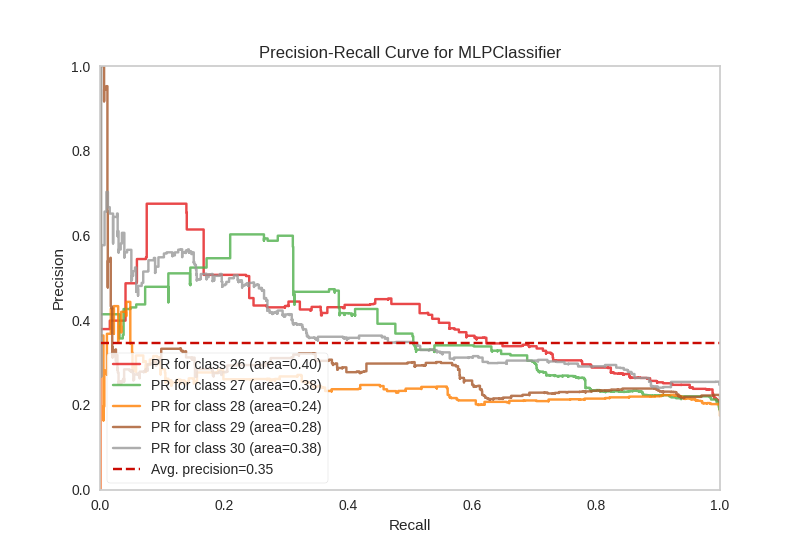 Precision-Recall Curve for MLPClassifier
1.0
0.8
0.6
0.4
0.2
0.0
Precision
PR for class 26 (area=0.40)
PR for class 27 (area=0.38)
PR for class 28 (area=0.24)
PR for class 29 (area=0.28)
PR for class 30 (area=0.38)
Avg. precision=0.35
0.0 0.2 0.4 0.6 0.8 1.0
Recall